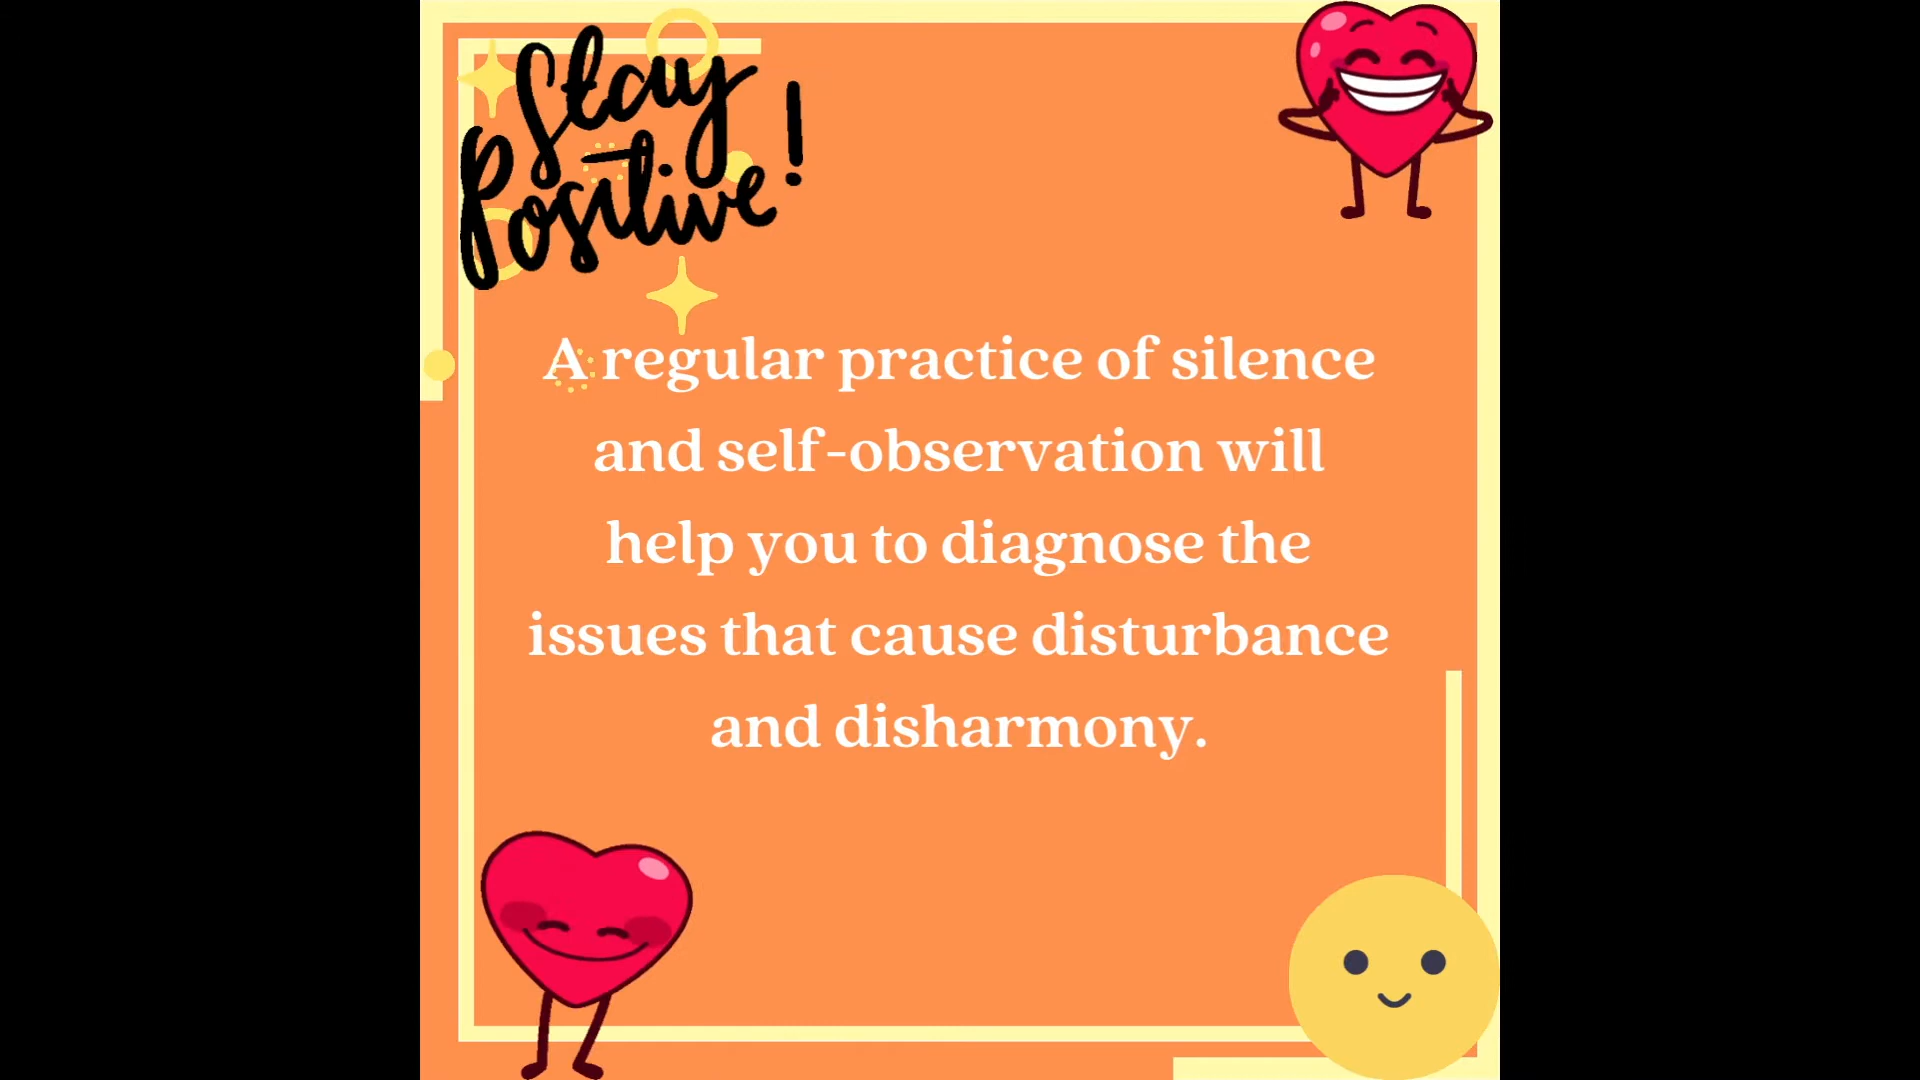 Stay
Positive!
A regular practice of silence
and self-observation will
help you to diagnose the
issues that cause disturbance
and disharmony.